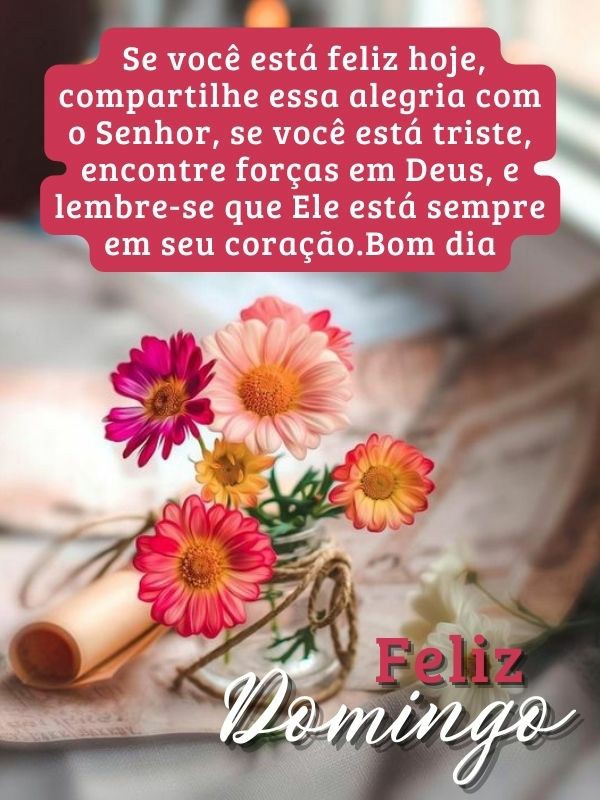 Se você está feliz hoje,
compartilhe essa alegria com
o Senhor, se você está triste,
encontre forças em Deus, e
lembre-se que Ele está sempre
em seu coração.Bom dia
Feliz
Domingo